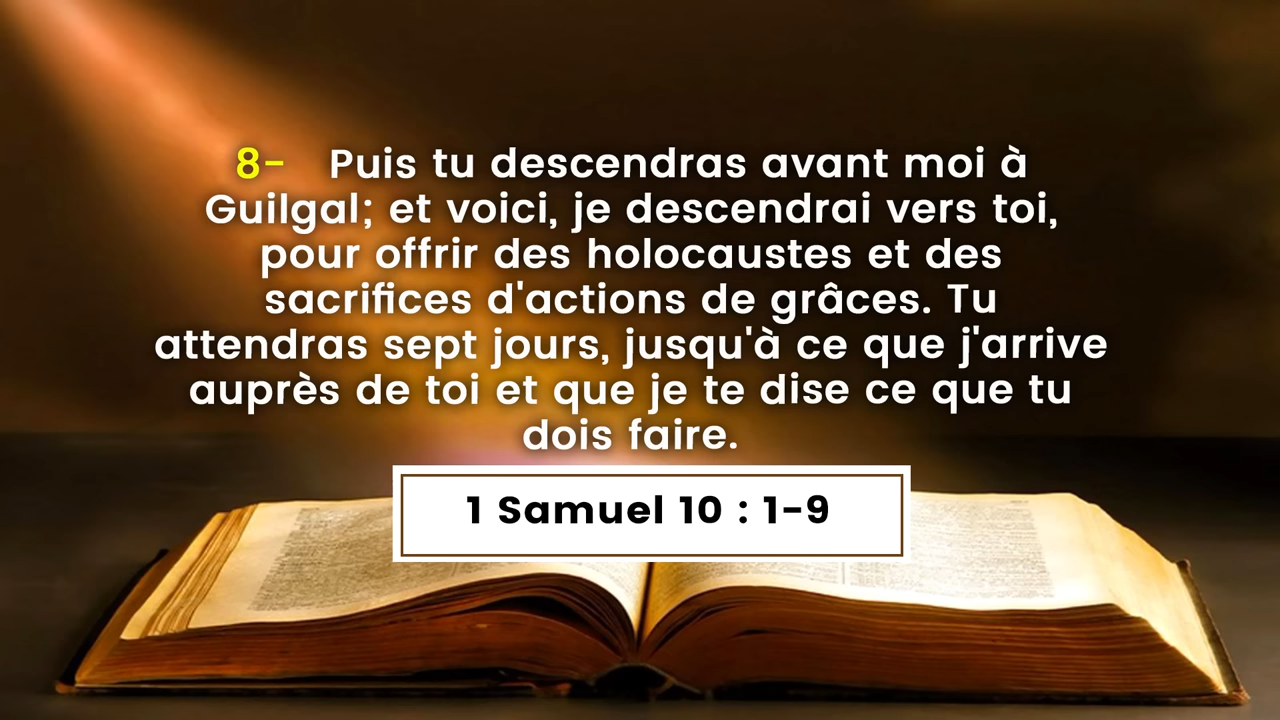 8- Puis tu descendras avant moi à
Guilgal; et voici, je descendrai vers toi,
pour offrir des holocaustes et des
sacrifices d'actions de grâces. Tu
attendras sept jours, jusqu'à ce que j'arrive
auprès de toi et que je te dise ce que tu
dois faire.
1 Samuel 10 : 1-9